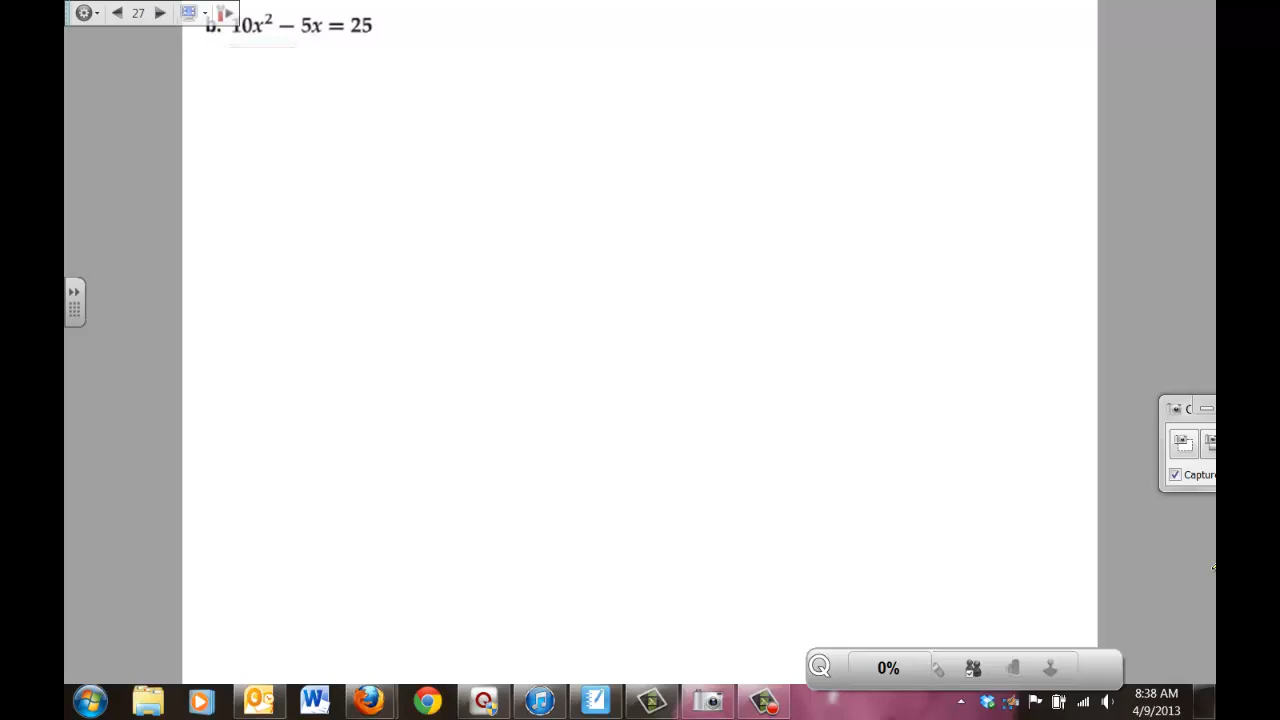 27
b. 10x² − 5x = 25
C
Capture
0%
8:38 AM
4/9/2013